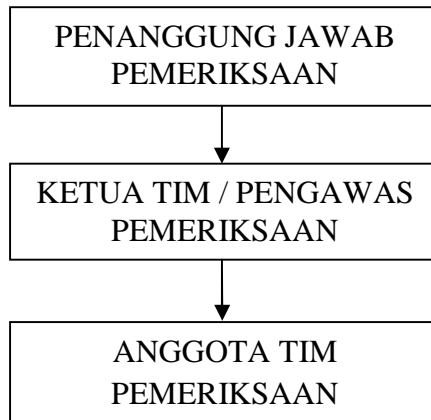 PENANGGUNG JAWAB
PEMERIKSAAN
KETUA TIM / PENGAWAS
PEMERIKSAAN
ANGGOTA TIM
PEMERIKSAAN